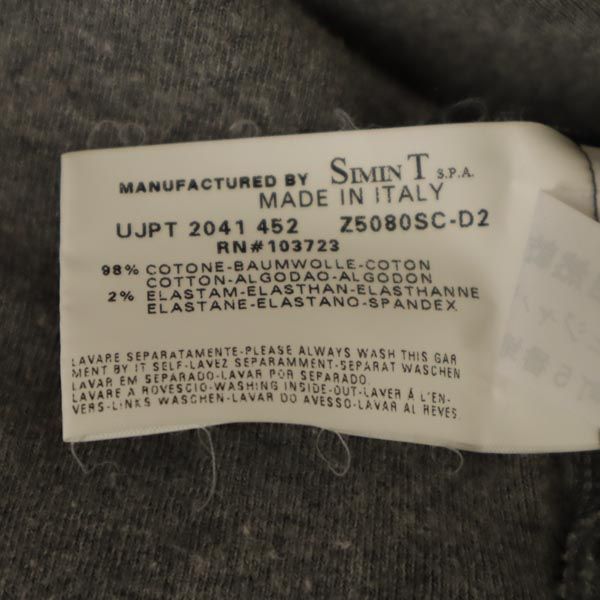 MANUFACTURED BY SIMIN T S.P.A.
MADE IN ITALY
UJPT 2041 452 Z5080SC-D2
RN#103723
98% COTONE-BAUMWOLLE-COTON
COTTON-ALGODAO-ALGODON
2% ELASTAM-ELASTHAN-ELASTHANNE
ELASTANE-ELASTANO-SPANDEX
LAVARE SEPARATAMENTE-PLEASE ALWAYS WASH THIS GAR
MENT BY IT SELF-LAVEZ SEPARAMMENT-SEPARAT WASCHEN
LAVAR EM SEPARADO-LAVAR POR SEPARADO
LAVARE A ROVESCIO-WASHING INSIDE-OUT-LAVER Á L'EN-
VERS-LINKS WASCHEN-LAVAR DO AVESSO-LAVAR AL REVES